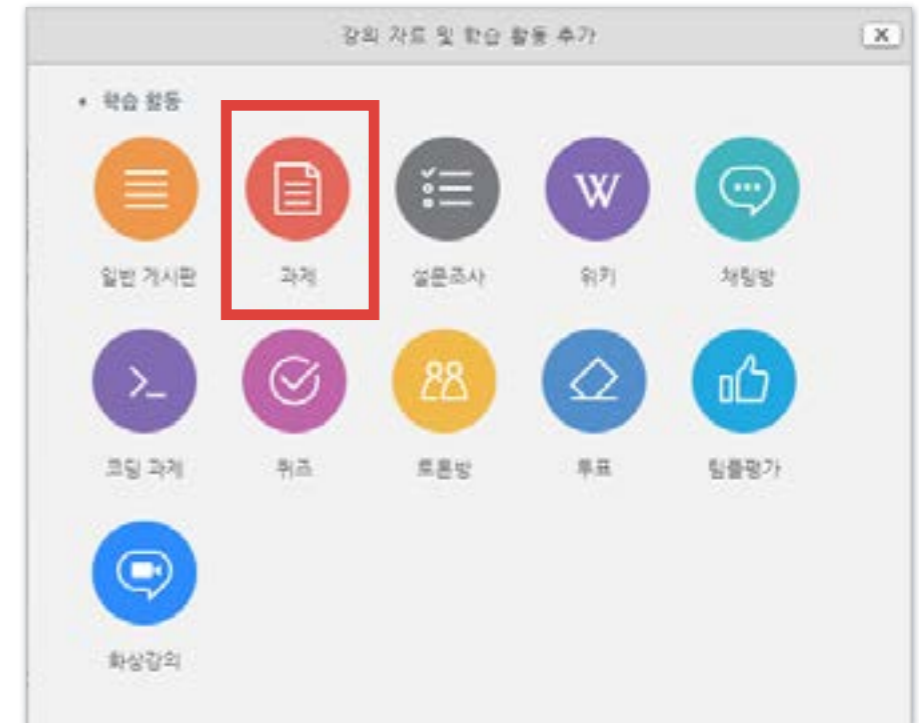 강의 자료 및 학습 활동 추가
학습 활동
일반 게시판 과제 설문조사 위키 채팅방
코딩 과제 퀴즈 토론방 투표 팀플평가
화상강의